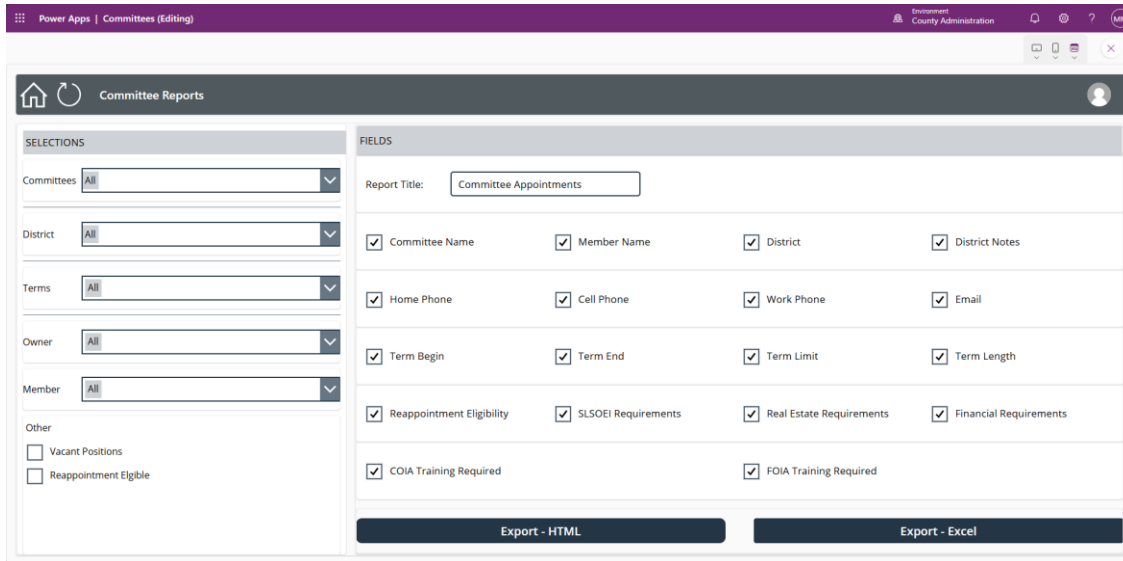 Power Apps | Committees (Editing)
Environment
County Administration
?
Committee Reports
SELECTIONS
Committees All
District All
Terms All
Owner All
Member All
Other
Vacant Positions
Reappointment Elgible
FIELDS
Report Title: Committee Appointments
Committee Name Member Name District District Notes
Home Phone Cell Phone Work Phone Email
Term Begin Term End Term Limit Term Length
Reappointment Eligibility SLSOEI Requirements Real Estate Requirements Financial Requirements
COIA Training Required FOIA Training Required
Export - HTML Export - Excel